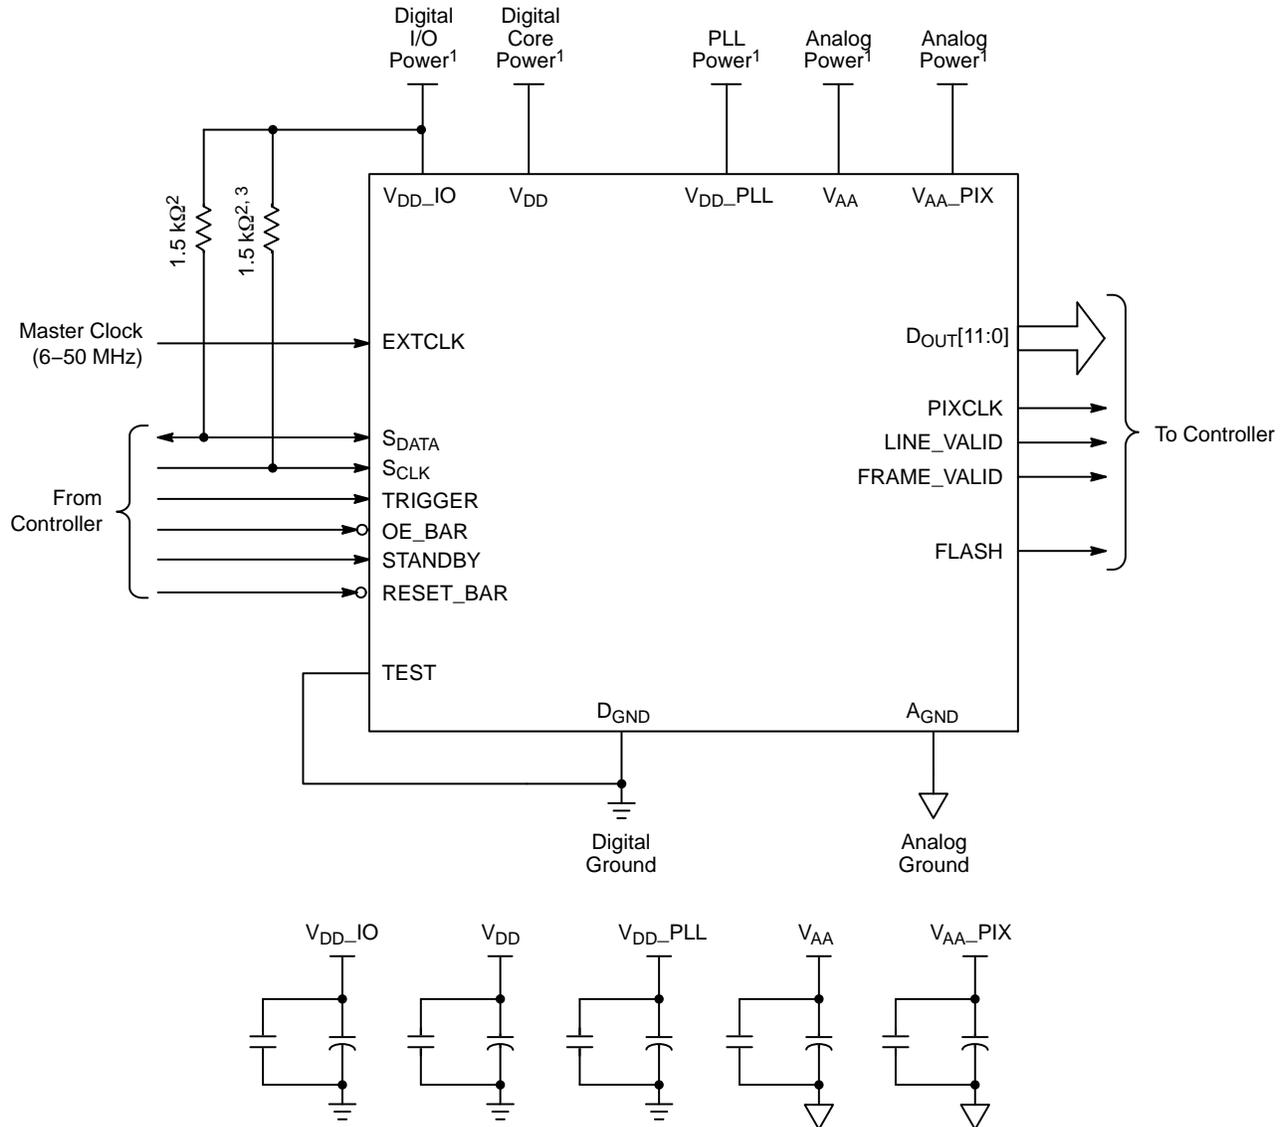 Digital
I/O
Power1
Digital
Core
Power1
PLL
Power1
Analog
Power1
Analog
Power1
VDD_IO
VDD
VDD_PLL
VAA
VAA_PIX
1.5 kΩ2
1.5 kΩ2, 3
Master Clock
(6–50 MHz)
EXTCLK
DOUT[11:0]
PIXCLK
LINE_VALID
FRAME_VALID
FLASH
To Controller
From
Controller
SDATA
SCLK
TRIGGER
OE_BAR
STANDBY
RESET_BAR
TEST
DGND
AGND
Digital
Ground
Analog
Ground
VDD_IO
VDD
VDD_PLL
VAA
VAA_PIX